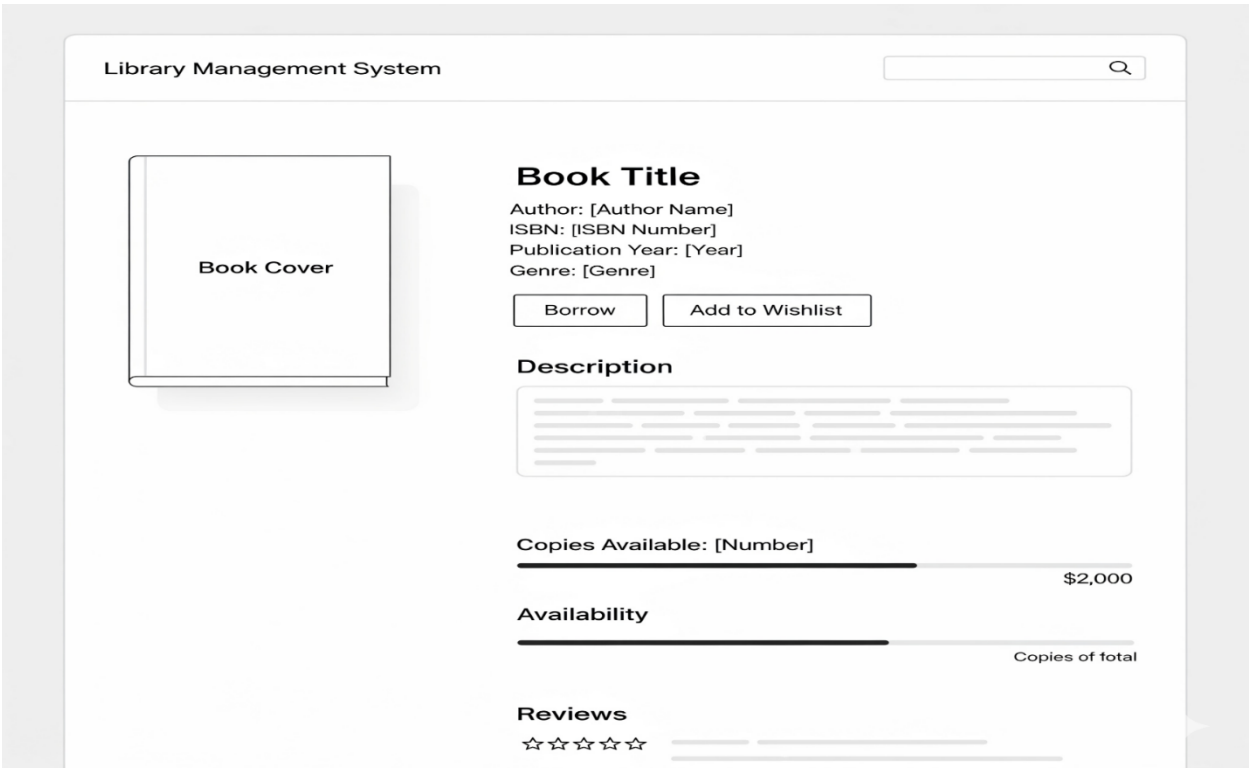 Library Management System
Book Cover
Book Title
Author: [Author Name]
ISBN: [ISBN Number]
Publication Year: [Year]
Genre: [Genre]
Borrow
Add to Wishlist
Description
Copies Available: [Number]
$2,000
Availability
Copies of total
Reviews